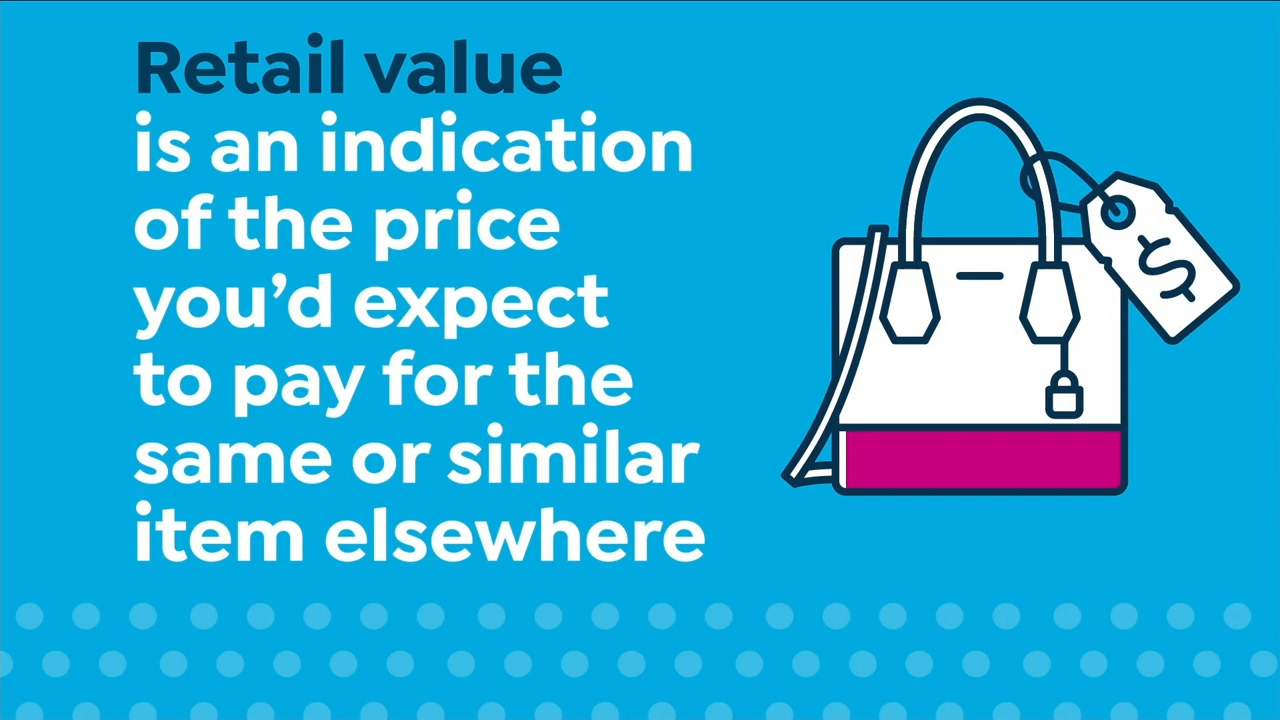 Retail value
is an indication
of the price
you’d expect
to pay for the
same or similar
item elsewhere
$